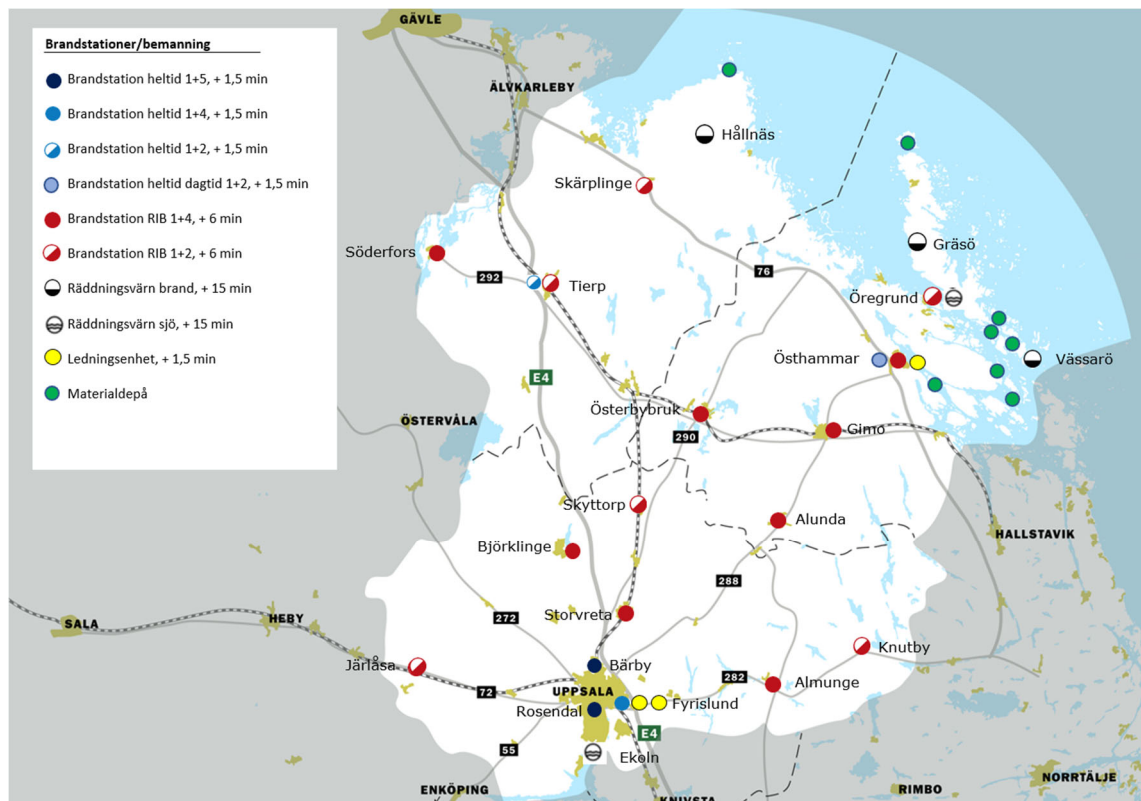 Brandstationer/bemanning
Brandstation heltid 1+5, + 1,5 min
Brandstation heltid 1+4, + 1,5 min
Brandstation heltid 1+2, + 1,5 min
Brandstation heltid dagtid 1+2, + 1,5 min
Brandstation RIB 1+4, + 6 min
Brandstation RIB 1+2, + 6 min
Räddningsvärn brand, + 15 min
Räddningsvärn sjö, + 15 min
Ledningsenhet, + 1,5 min
Materialdepå
GÄVLE
ÄLVKARLEBY
Hållnäs
Skärplinge
Söderfors
Gräsö
292
Tierp
76
Öregrund
Östhammar
Vässarö
E4
Österbybruk
ÖSTERVÅLA
290
Gimo
Skyttorp
Alunda
HALLSTAVIK
Björklinge
288
Storvreta
272
SALA
HEBY
Knutby
Järlåsa
Bärby
282
Almunge
72
UPPSALA
Fyrislund
Rosendal
E4
55
Ekoln
ENKÖPING
KNIVSTA
RIMBO
NORRTÄLJE